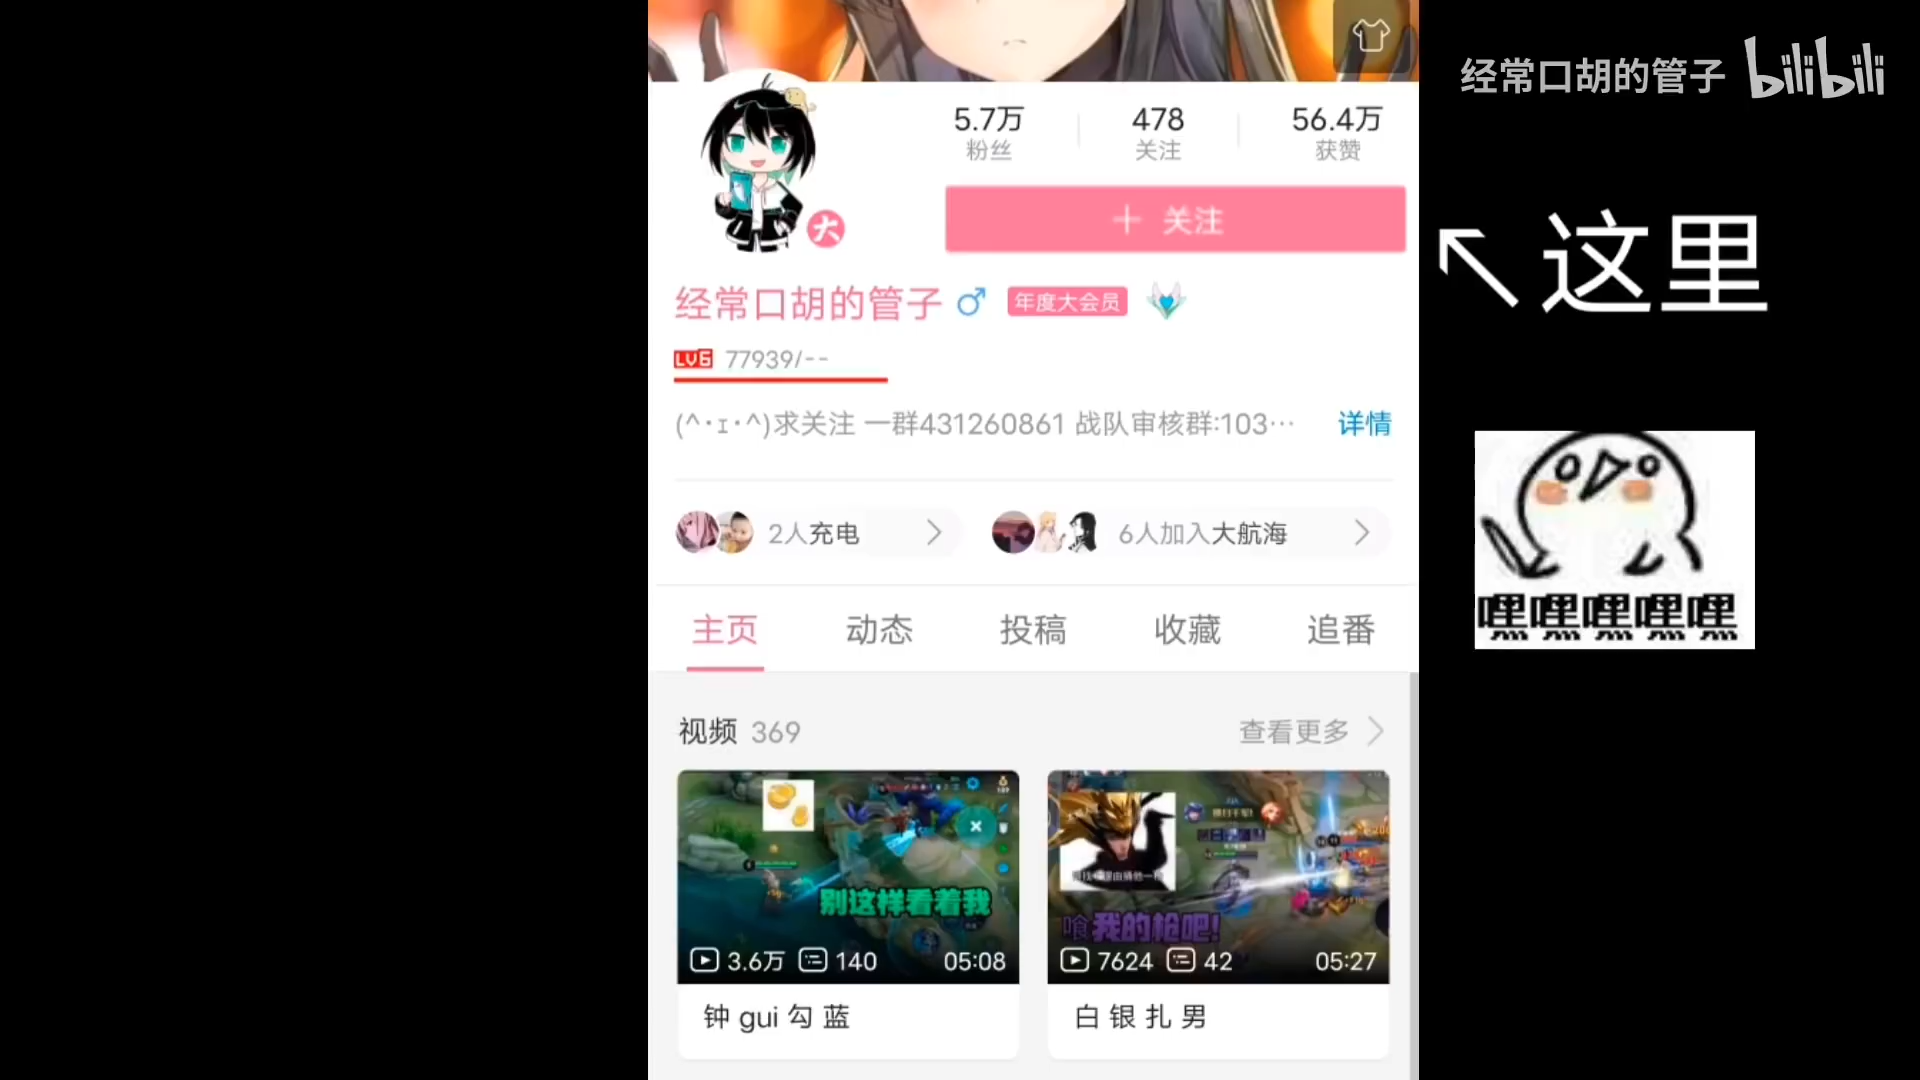 经常口胡的管子 bilibili
5.7万 478 56.4万
粉丝 关注 获赞
大
+ 关注
↖ 这里
经常口胡的管子 ♂ 年度大会员
LV6 77939/--
(^･ɪ･^)求关注 一群431260861 战队审核群:103… 详情
2人充电 6人加入大航海
嘿嘿嘿嘿嘿
主页 动态 投稿 收藏 追番
视频 369 查看更多
别这样看着我
喰我的枪吧!
3.6万 140 05:08
7624 42 05:27
钟 gui 勾 蓝
白 银 扎 男